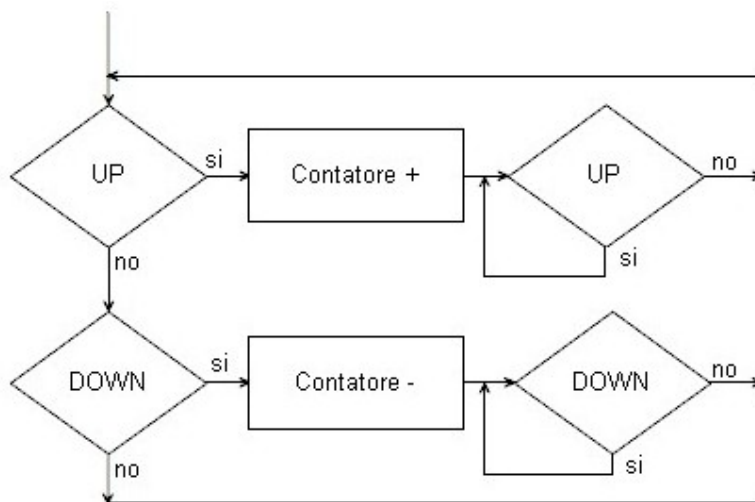 UP
si
Contatore +
UP
no
no
si
DOWN
si
Contatore -
DOWN
no
no
si